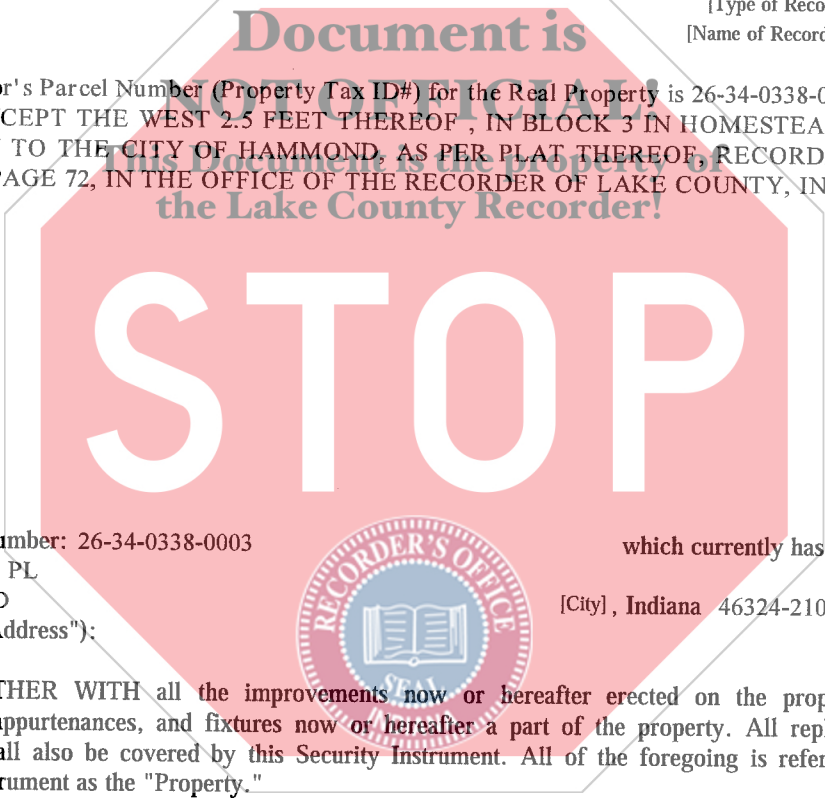 Document is
[Type of Reco
[Name of Record
NOT OFFICIAL!
or's Parcel Number (Property Tax ID#) for the Real Property is 26-34-0338-0
CEPT THE WEST 2.5 FEET THEREOF , IN BLOCK 3 IN HOMESTEA
This Document is the property of
TO THE CITY OF HAMMOND, AS PER PLAT THEREOF, RECORD
PAGE 72, IN THE OFFICE OF THE RECORDER OF LAKE COUNTY, IN
the Lake County Recorder!
STOP
umber: 26-34-0338-0003
which currently has
PL
[City] , Indiana 46324-210
Address"):
RECORDER'S OFFICE
SEAL
THER WITH all the improvements now or hereafter erected on the prop
appurtenances, and fixtures now or hereafter a part of the property. All repl
all also be covered by this Security Instrument. All of the foregoing is refer
rument as the "Property."